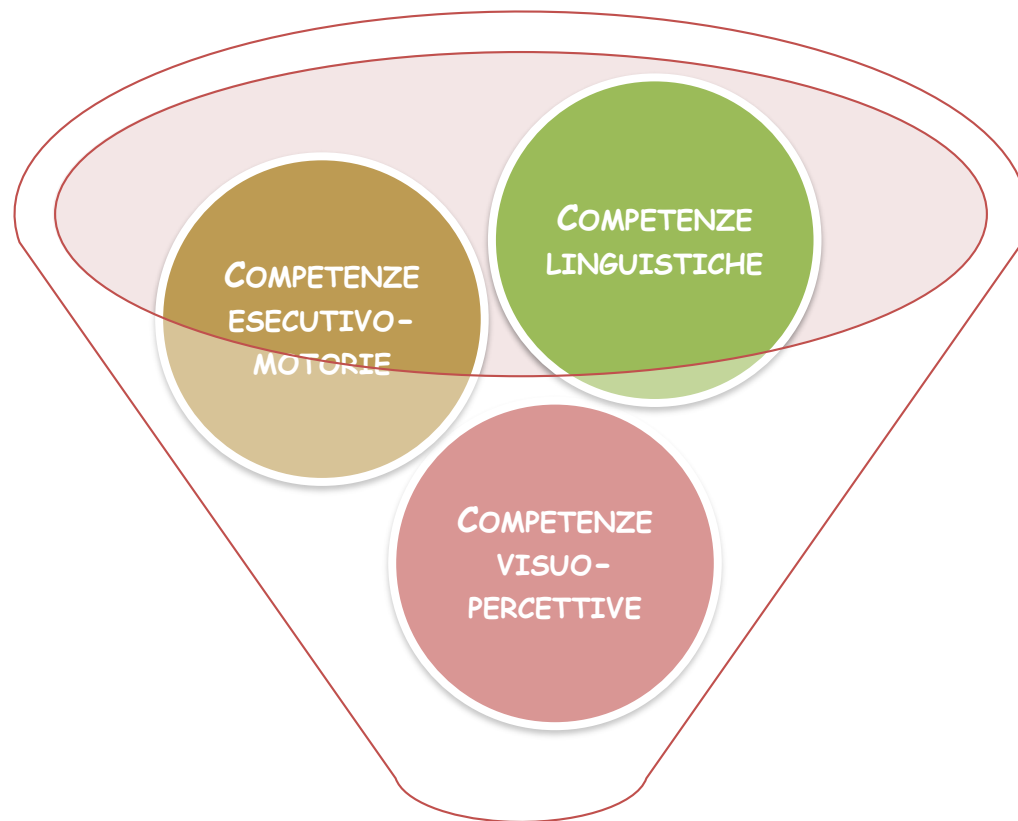 Competenze
linguistiche
Competenze
esecutivo-
motorie
Competenze
visuo-
percettive